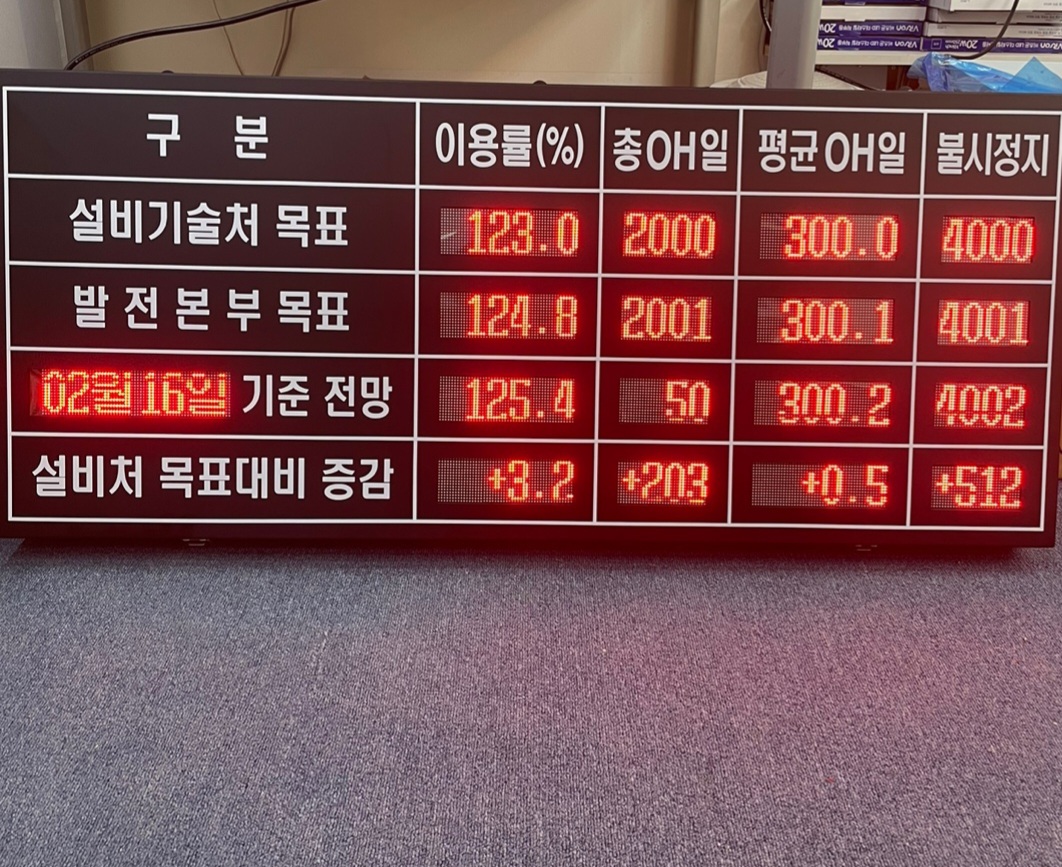 구 분 이용률(%) 총OH일 평균OH일 불시정지
설비기술처 목표 123.0 2000 300.0 4000
발전본부 목표 124.8 2001 300.1 4001
02월16일 기준 전망 125.4 50 300.2 4002
설비처 목표대비 증감 +3.2 +203 +0.5 +512